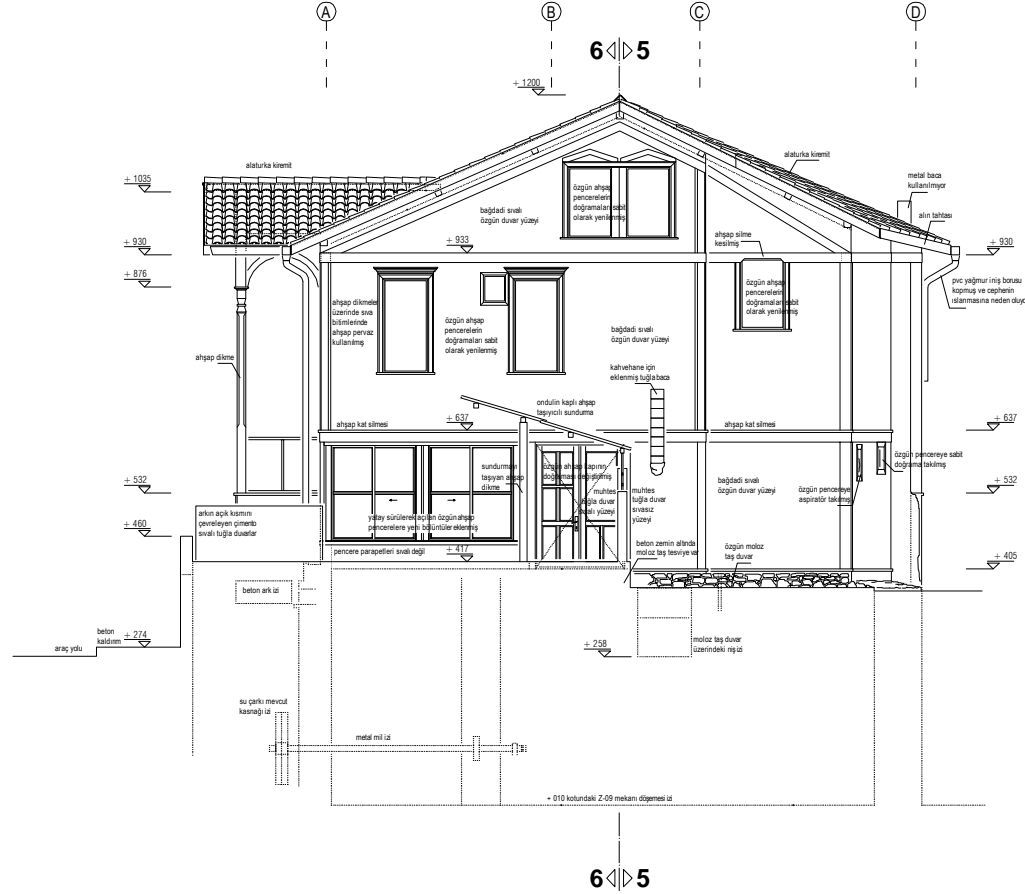 A
B
C
D
6 5
+ 1200
alaturka kiremit
alaturka kiremit
+ 1035
metal baca
kullanılmıyor
özgün ahşap
pencerelerin
doğramaları sabit
olarak yenilenmiş
bağdadi sıvalı
özgün duvar yüzeyi
alın tahtası
ahşap silme
kesilmiş
+ 930
+ 933
+ 930
+ 876
pvc yağmur iniş borusu
kopmuş ve cephenin
ıslanmasına neden oluyo
özgün ahşap
pencerelerin
doğramaları sabit
olarak yenilenmiş
ahşap dikmeler
üzerinde sıva
bitimlerinde
ahşap pervaz
kullanılmış
özgün ahşap
pencerelerin
doğramaları sabit
olarak yenilenmiş
bağdadi sıvalı
özgün duvar yüzeyi
ahşap dikme
kahvehane için
eklenmiş tuğla baca
ondulin kaplı ahşap
taşıyıcılı sundurma
+ 637
+ 637
ahşap kat silmesi
ahşap kat silmesi
özgün pencereye sabit
doğrama takılmış
sundurmayı
taşıyan ahşap
dikme
özgün ahşap kapının
doğraması değiştirilmiş
bağdadi sıvalı
özgün duvar yüzeyi
özgün pencereye
aspiratör takılmış
+ 532
+ 532
muhtes
tuğla duvar
sıvalı yüzeyi
muhtes
tuğla duvar
sıvasız
yüzeyi
arkın açık kısmını
çevreleyen çimento
sıvalı tuğla duvarlar
yatay sürülerek açılan özgün ahşap
pencerelere yeni bölüntüler eklenmiş
+ 460
beton zemin altında
moloz taş tesviye var
özgün moloz
taş duvar
pencere parapetleri sıvalı değil
+ 417
+ 405
beton ark izi
beton
kaldırım
+ 274
araç yolu
+ 258
moloz taş duvar
üzerindeki niş izi
su çarkı mevcut
kasnağı izi
metal mil izi
+ 010 kotundaki Z-09 mekanı döşemesi izi
6 5